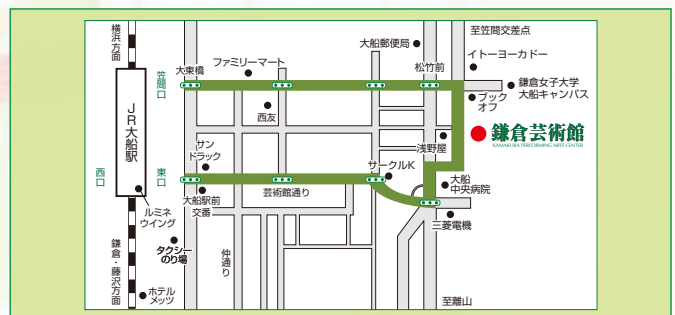 横浜方面
JR大船駅
西口
笠間口
東口
ルミネ
ウイング
鎌倉・藤沢方面
ホテル
メッツ
タクシー
のり場
大東橋
ファミリーマート
西友
サン
ドラッグ
大船駅前
交番
芸術館通り
仲通り
大船郵便局
松竹前
浅野屋
サークルK
至笠間交差点
イトーヨーカドー
ブック
オフ
鎌倉女子大学
大船キャンパス
鎌倉芸術館
KAMAKURA PERFORMING ARTS CENTER
大船
中央病院
三菱電機
至離山